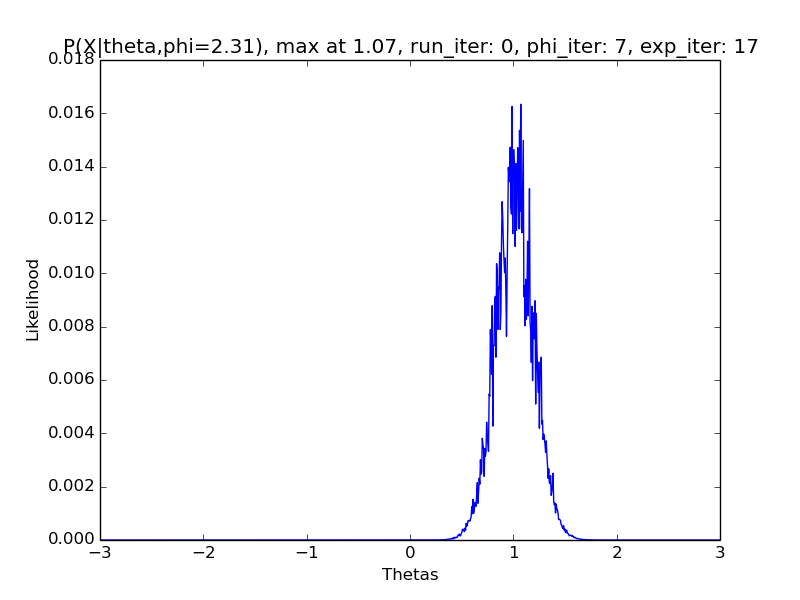 P(X|theta,phi=2.31), max at 1.07, run_iter: 0, phi_iter: 7, exp_iter: 17
0.018
0.016
0.014
0.012
0.010
0.008
0.006
0.004
0.002
0.000
Likelihood
−3 −2 −1 0 1 2 3
Thetas